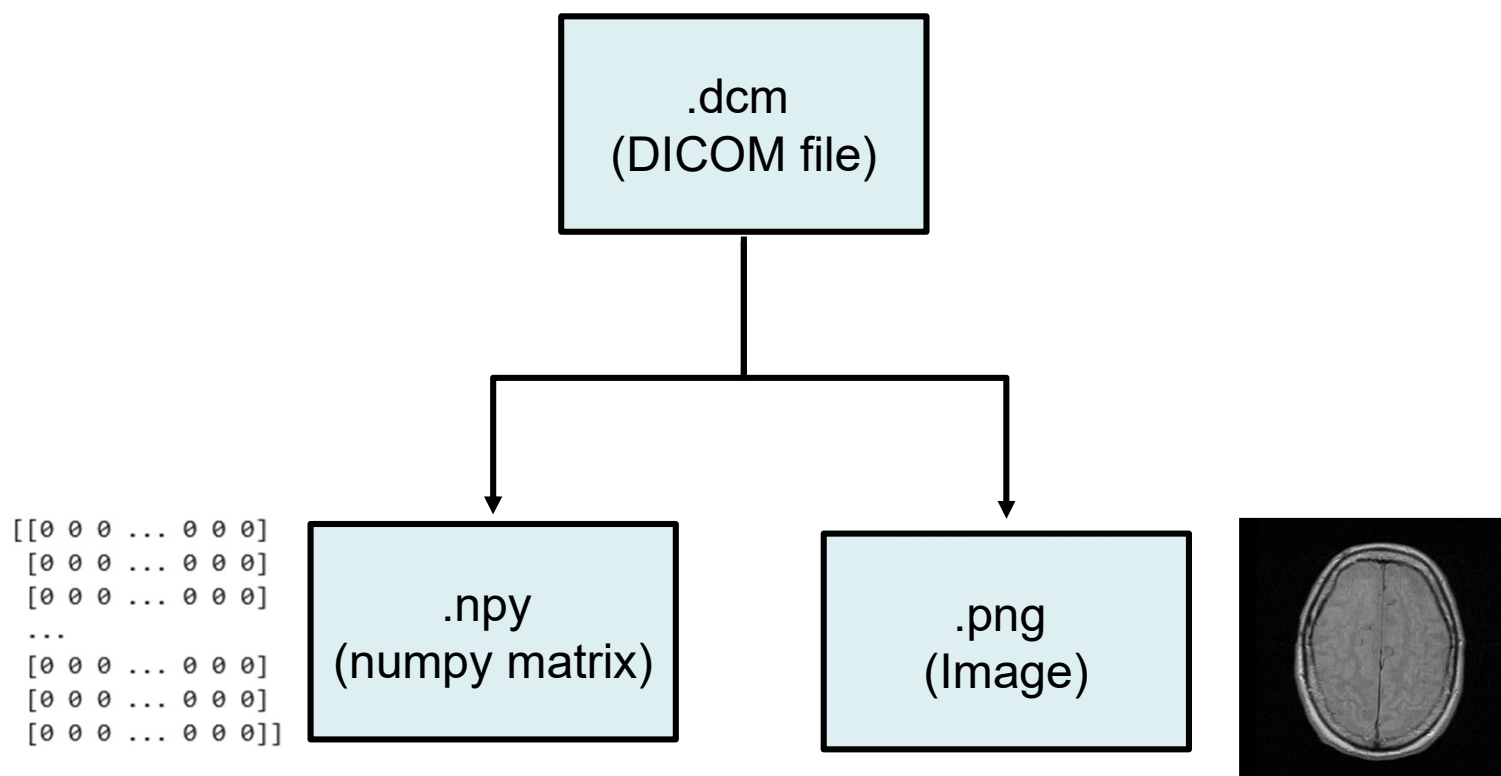 .dcm
(DICOM file)
[[0 0 0 ... 0 0 0]
[0 0 0 ... 0 0 0]
[0 0 0 ... 0 0 0]
...
[0 0 0 ... 0 0 0]
[0 0 0 ... 0 0 0]
[0 0 0 ... 0 0 0]]
.npy
(numpy matrix)
.png
(Image)